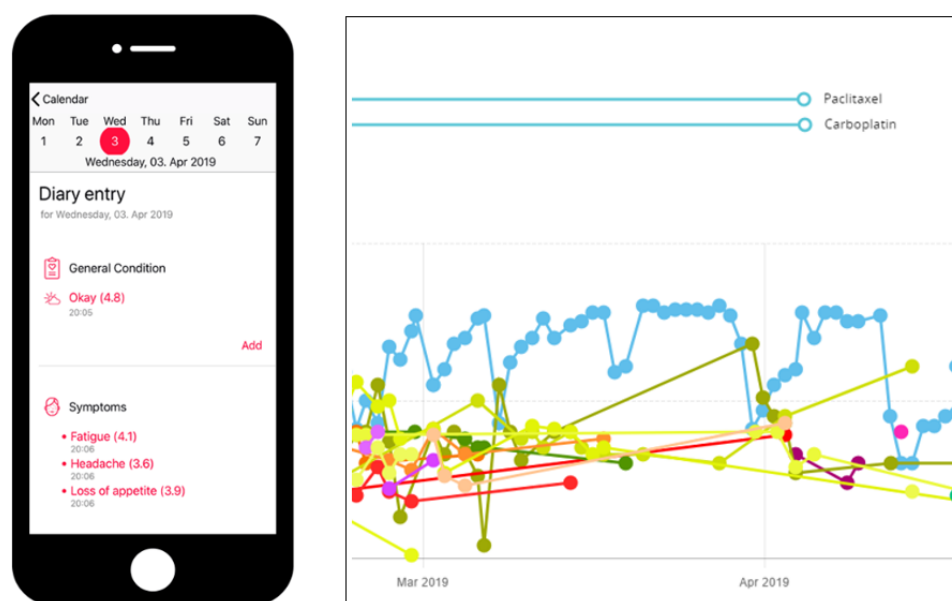 Calendar
Mon Tue Wed Thu Fri Sat Sun
1 2 3 4 5 6 7
Wednesday, 03. Apr 2019
Diary entry
for Wednesday, 03. Apr 2019
General Condition
Okay (4.8)
20:05
Add
Symptoms
• Fatigue (4.1)
20:06
• Headache (3.6)
20:06
• Loss of appetite (3.9)
20:06
Paclitaxel
Carboplatin
Mar 2019 Apr 2019